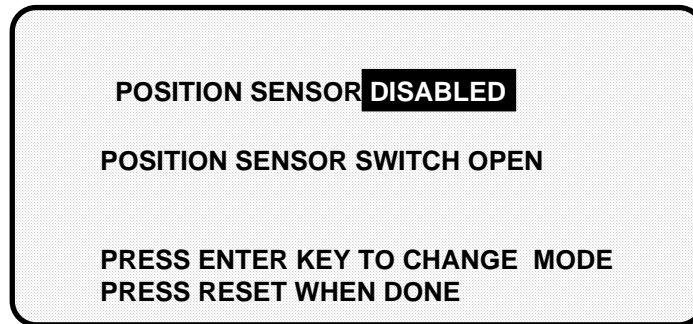 POSITION SENSOR DISABLED
POSITION SENSOR SWITCH OPEN
PRESS ENTER KEY TO CHANGE MODE
PRESS RESET WHEN DONE